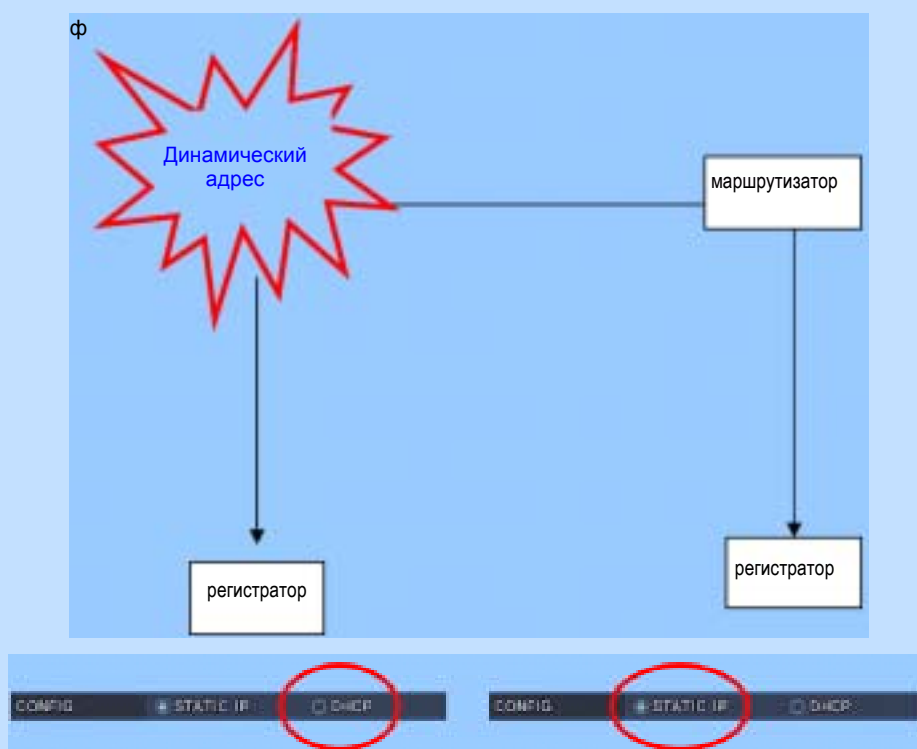 ф
Динамический
адрес
маршрутизатор
регистратор
регистратор
CONFIG STATIC IP DHCP
CONFIG STATIC IP DHCP